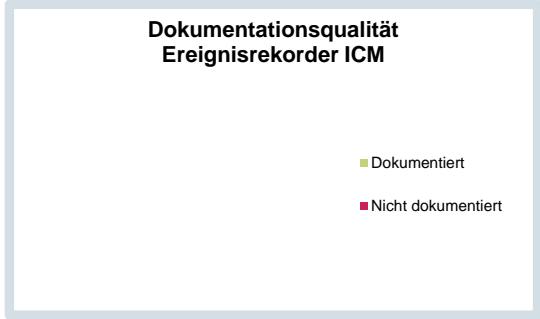 Dokumentationsqualität
Ereignisrekorder ICM
Dokumentiert
Nicht dokumentiert